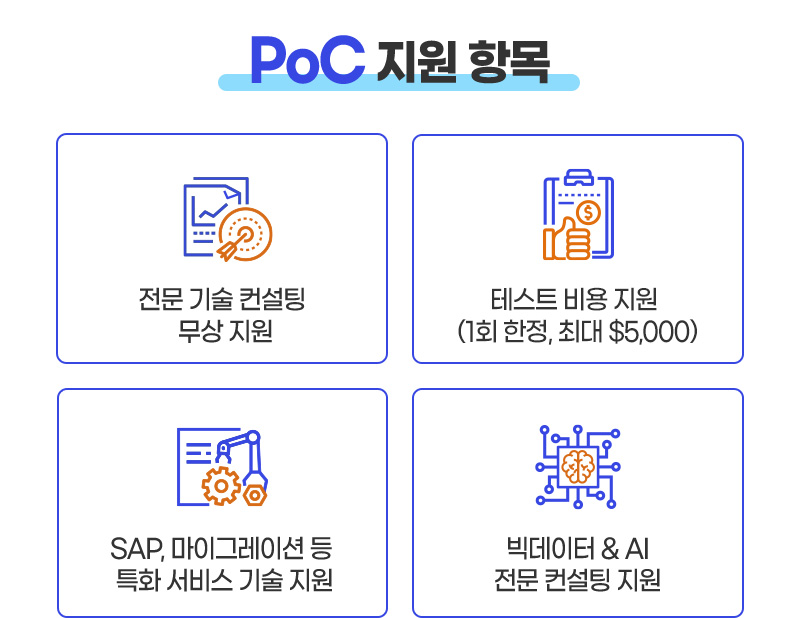 PoC 지원 항목
전문 기술 컨설팅
무상 지원
테스트 비용 지원
(1회 한정, 최대 $5,000)
SAP, 마이그레이션 등
특화 서비스 기술 지원
빅데이터 & AI
전문 컨설팅 지원